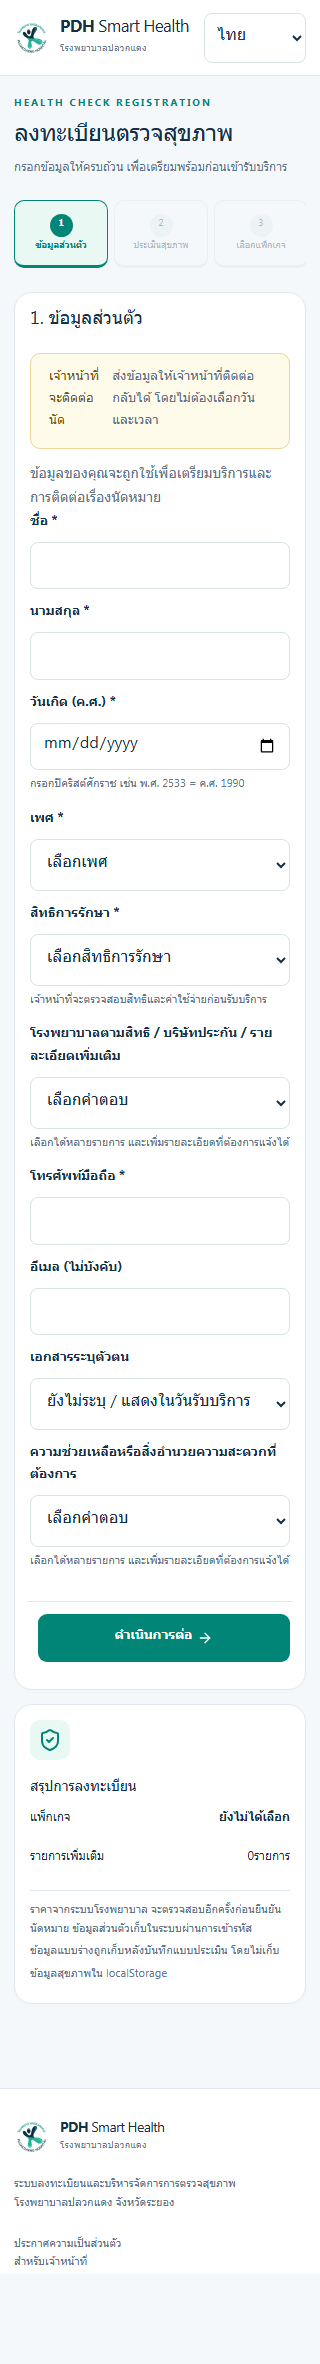 PDH Smart Health
โรงพยาบาลปลวกแดง
ไทย
HEALTH CHECK REGISTRATION
ลงทะเบียนตรวจสุขภาพ
กรอกข้อมูลให้ครบถ้วน เพื่อเตรียมพร้อมก่อนเข้ารับบริการ
1
ข้อมูลส่วนตัว
2
ประเมินสุขภาพ
3
เลือกแพ็กเกจ
1. ข้อมูลส่วนตัว
เจ้าหน้าที่
จะติดต่อ
นัด
ส่งข้อมูลให้เจ้าหน้าที่ติดต่อ
กลับได้ โดยไม่ต้องเลือกวัน
และเวลา
ข้อมูลของคุณจะถูกใช้เพื่อเตรียมบริการและ
การติดต่อเรื่องนัดหมาย
ชื่อ *
นามสกุล *
วันเกิด (ค.ศ.) *
mm/dd/yyyy
กรอกปีคริสต์ศักราช เช่น พ.ศ. 2533 = ค.ศ. 1990
เพศ *
เลือกเพศ
สิทธิการรักษา *
เลือกสิทธิการรักษา
เจ้าหน้าที่จะตรวจสอบสิทธิและค่าใช้จ่ายก่อนรับบริการ
โรงพยาบาลตามสิทธิ / บริษัทประกัน / ราย
ละเอียดเพิ่มเติม
เลือกคำตอบ
เลือกได้หลายรายการ และเพิ่มรายละเอียดที่ต้องการแจ้งได้
โทรศัพท์มือถือ *
อีเมล (ไม่บังคับ)
เอกสารระบุตัวตน
ยังไม่ระบุ / แสดงในวันรับบริการ
ความช่วยเหลือหรือสิ่งอำนวยความสะดวกที่
ต้องการ
เลือกคำตอบ
เลือกได้หลายรายการ และเพิ่มรายละเอียดที่ต้องการแจ้งได้
ดำเนินการต่อ →
สรุปการลงทะเบียน
แพ็กเกจ ยังไม่ได้เลือก
รายการเพิ่มเติม 0รายการ
ราคาจากระบบโรงพยาบาล จะตรวจสอบอีกครั้งก่อนยืนยัน
นัดหมาย ข้อมูลส่วนตัวเก็บในระบบผ่านการเข้ารหัส
ข้อมูลแบบร่างถูกเก็บหลังบันทึกแบบประเมิน โดยไม่เก็บ
ข้อมูลสุขภาพใน localStorage
PDH Smart Health
โรงพยาบาลปลวกแดง
ระบบลงทะเบียนและบริหารจัดการการตรวจสุขภาพ
โรงพยาบาลปลวกแดง จังหวัดระยอง
ประกาศความเป็นส่วนตัว
สำหรับเจ้าหน้าที่